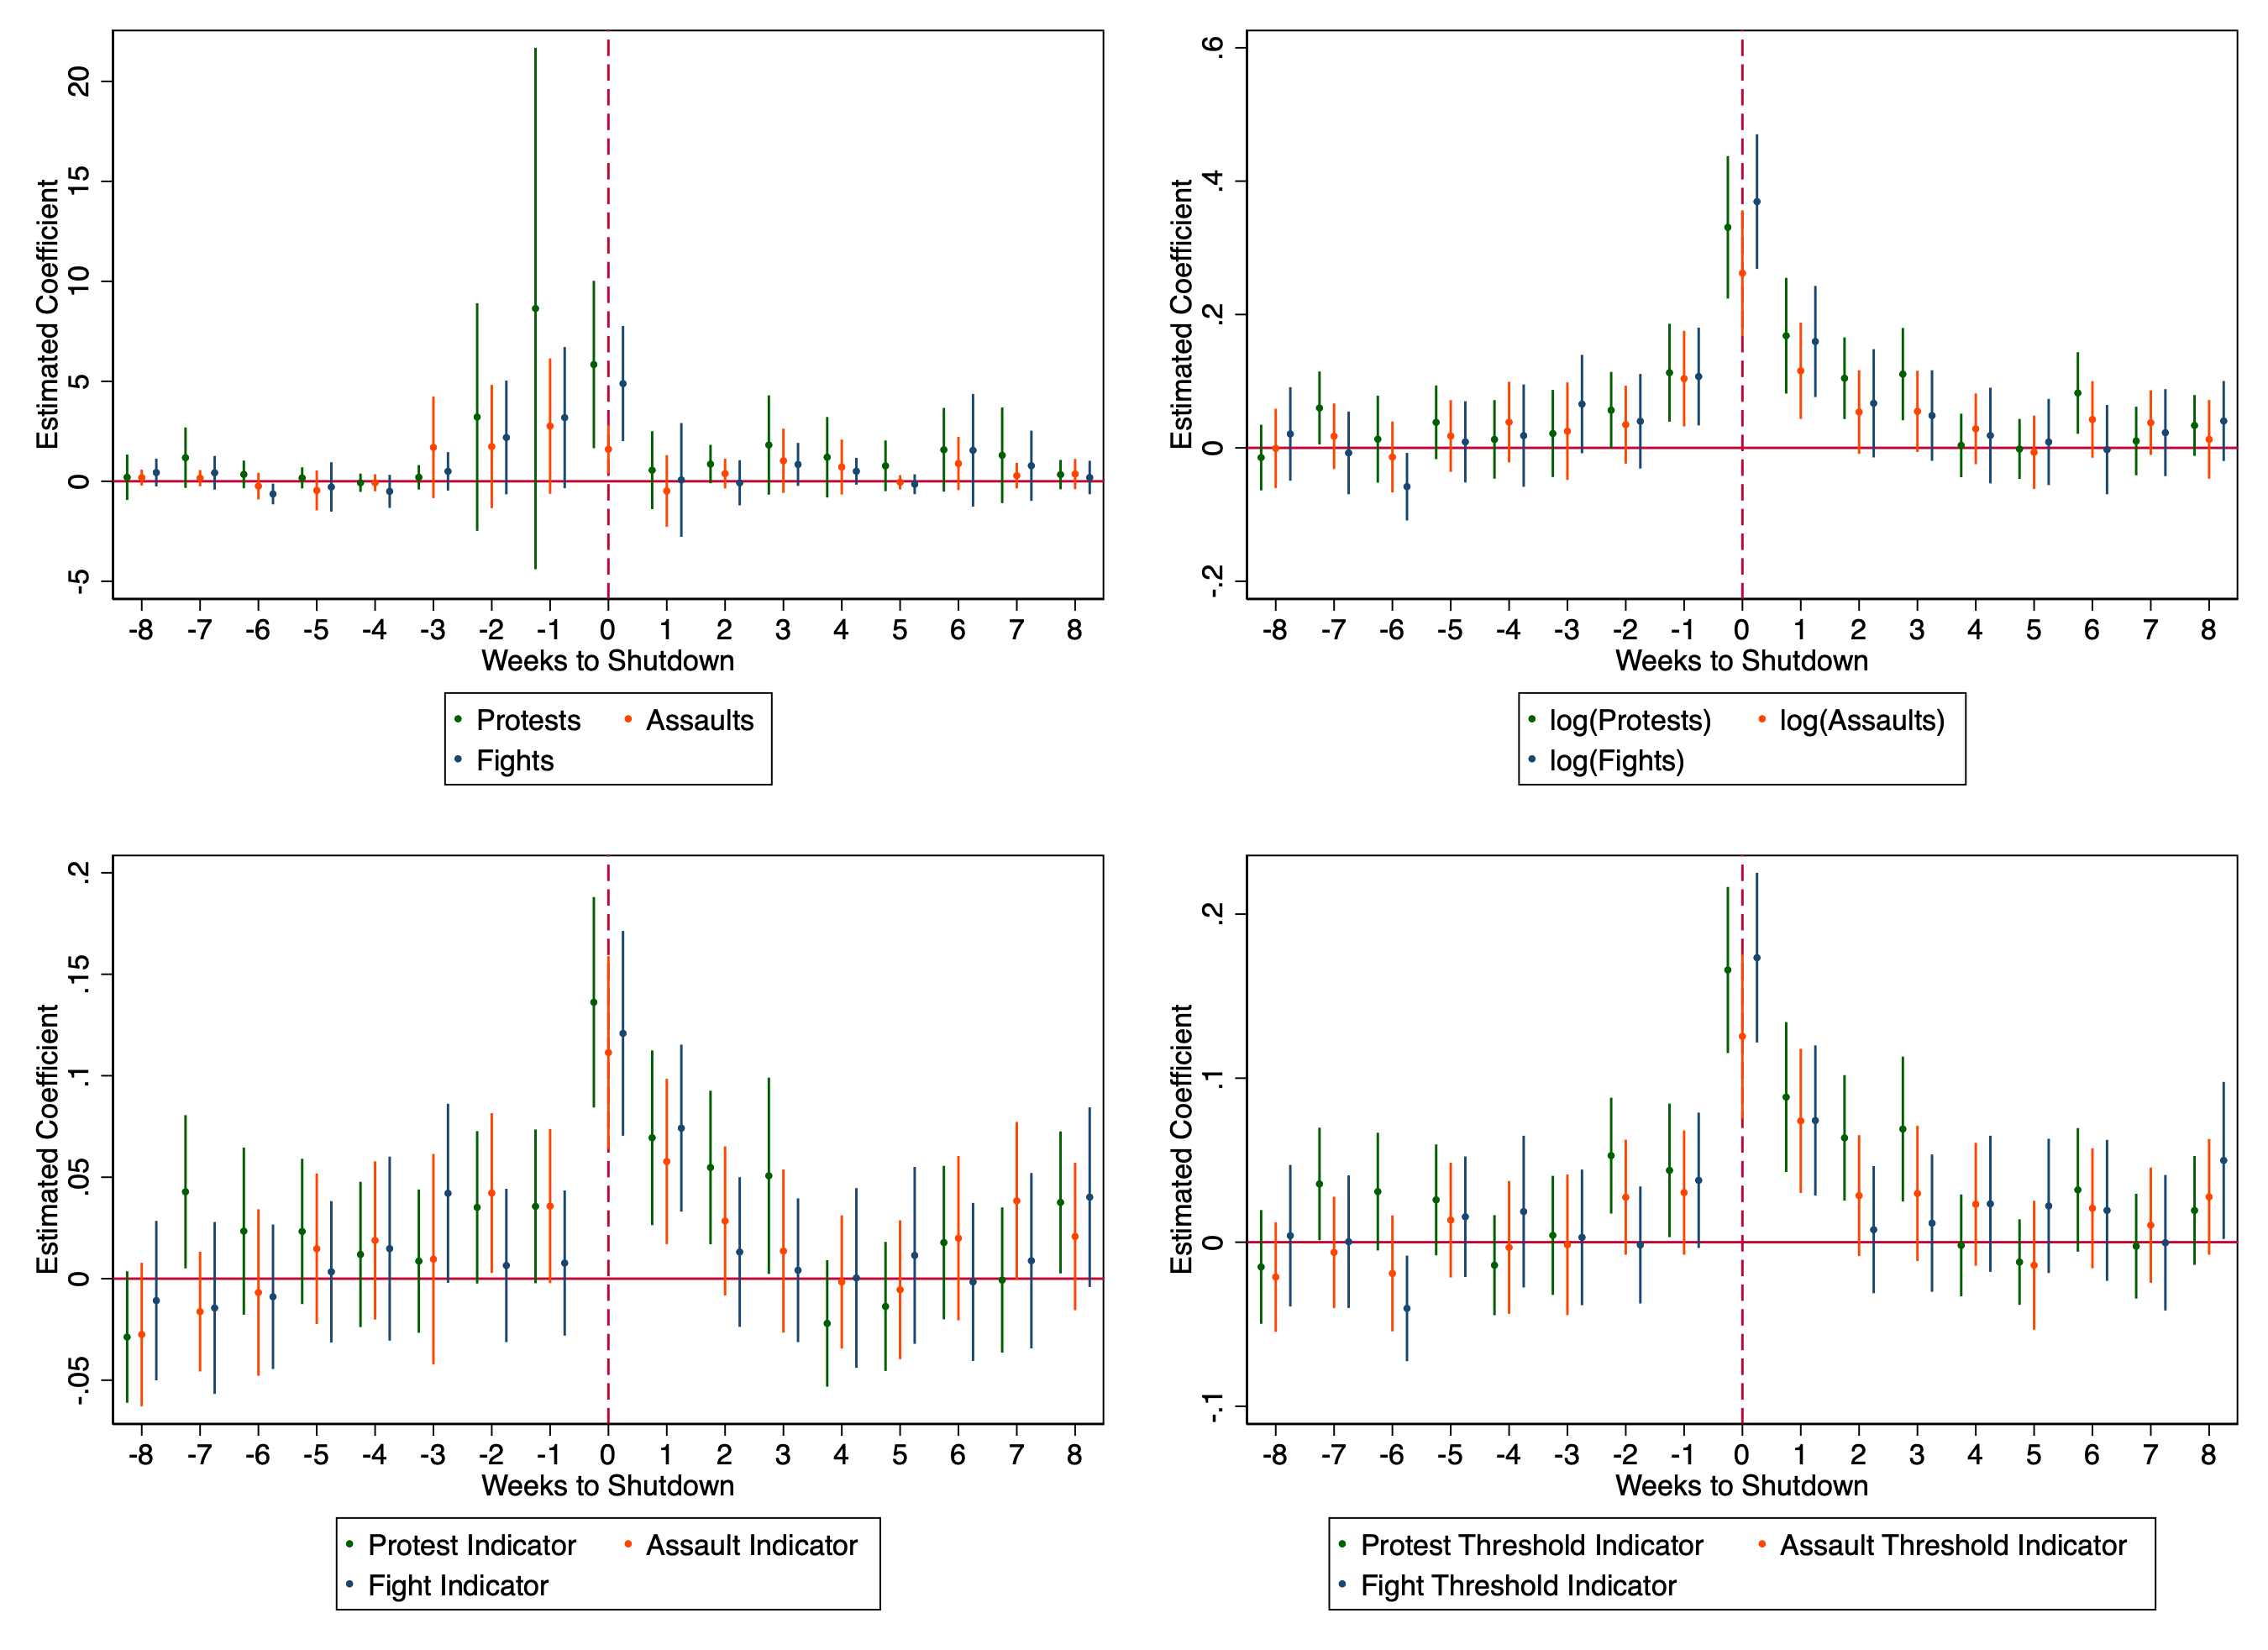 Estimated Coefficient
20
15
10
5
0
-5
-8 -7 -6 -5 -4 -3 -2 -1 0 1 2 3 4 5 6 7 8
Weeks to Shutdown
Protests Assaults
Fights
Estimated Coefficient
.6
.4
.2
0
-.2
-8 -7 -6 -5 -4 -3 -2 -1 0 1 2 3 4 5 6 7 8
Weeks to Shutdown
log(Protests) log(Assaults)
log(Fights)
Estimated Coefficient
.2
.15
.1
.05
0
-.05
-8 -7 -6 -5 -4 -3 -2 -1 0 1 2 3 4 5 6 7 8
Weeks to Shutdown
Protest Indicator Assault Indicator
Fight Indicator
Estimated Coefficient
.2
.1
0
-.1
-8 -7 -6 -5 -4 -3 -2 -1 0 1 2 3 4 5 6 7 8
Weeks to Shutdown
Protest Threshold Indicator Assault Threshold Indicator
Fight Threshold Indicator